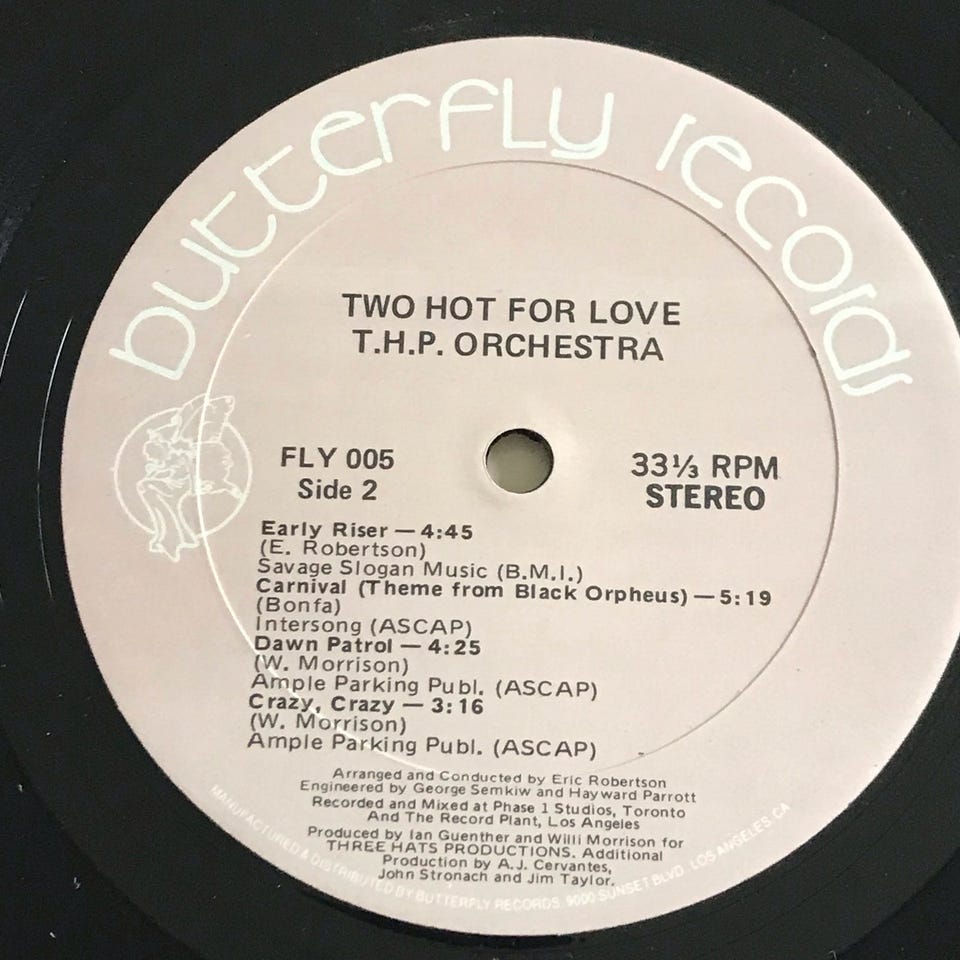 butterfly records
TWO HOT FOR LOVE
T.H.P. ORCHESTRA
FLY 005
Side 2
33⅓ RPM
STEREO
Early Riser — 4:45
(E. Robertson)
Savage Slogan Music (B.M.I.)
Carnival (Theme from Black Orpheus) — 5:19
(Bonfa)
Intersong (ASCAP)
Dawn Patrol — 4:25
(W. Morrison)
Ample Parking Publ. (ASCAP)
Crazy, Crazy — 3:16
(W. Morrison)
Ample Parking Publ. (ASCAP)
Arranged and Conducted by Eric Robertson
Engineered by George Semkiw and Hayward Parrott
Recorded and Mixed at Phase 1 Studios, Toronto
And The Record Plant, Los Angeles
Produced by Ian Guenther and Willi Morrison for
THREE HATS PRODUCTIONS. Additional
Production by A.J. Cervantes,
John Stronach and Jim Taylor.
MANUFACTURED & DISTRIBUTED BY BUTTERFLY RECORDS. 9000 SUNSET BLVD. LOS ANGELES, CA